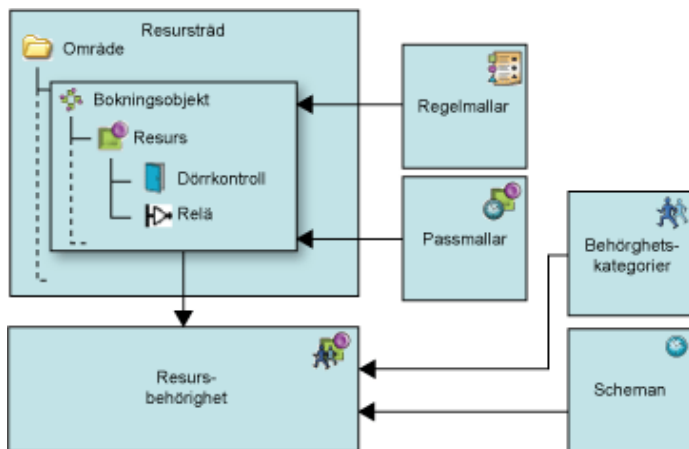 Resursträd
Område
Bokningsobjekt
Resurs
Dörrkontroll
Relä
Regelmallar
Passmallar
Behörghets-
kategorier
Resurs-
behörighet
Scheman